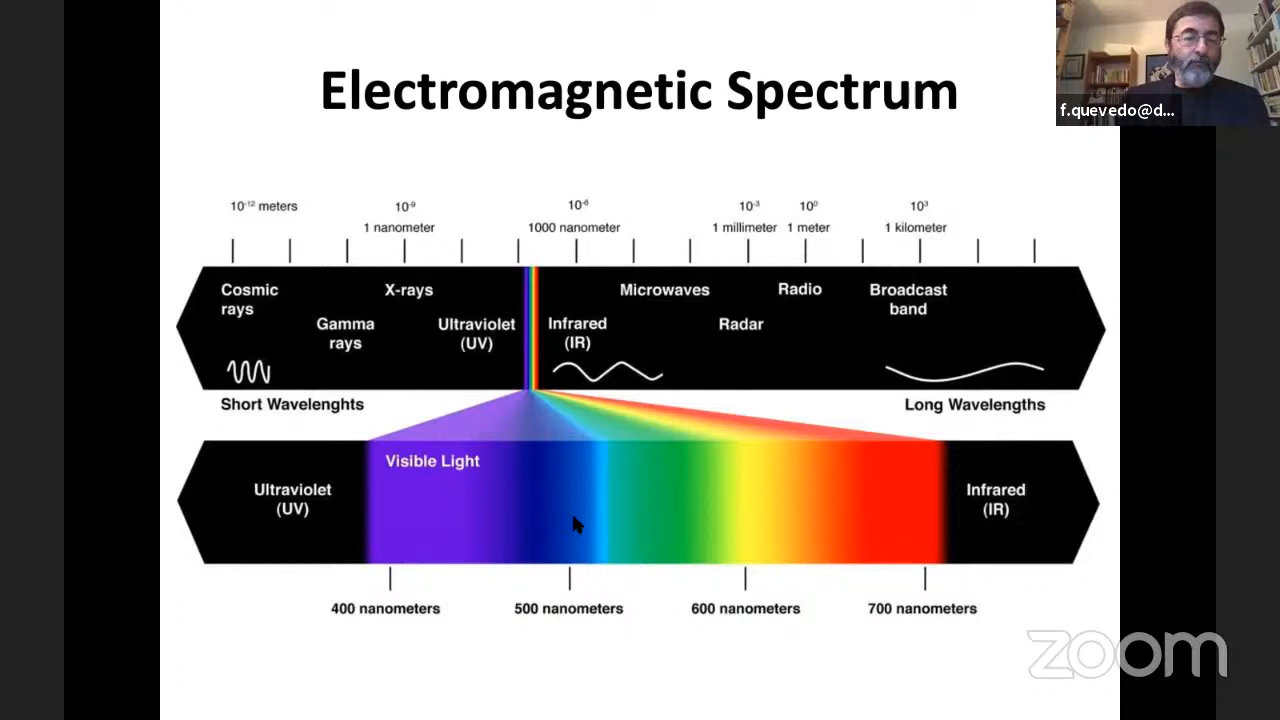 Electromagnetic Spectrum
f.quevedo@d...
10⁻¹² meters
10⁻⁹
1 nanometer
10⁻⁶
1000 nanometer
10⁻³
1 millimeter
10⁰
1 meter
10³
1 kilometer
Cosmic
rays
Gamma
rays
X-rays
Ultraviolet
(UV)
Infrared
(IR)
Microwaves
Radar
Radio
Broadcast
band
Short Wavelenghts
Long Wavelengths
Visible Light
Ultraviolet
(UV)
Infrared
(IR)
400 nanometers
500 nanometers
600 nanometers
700 nanometers
zoom